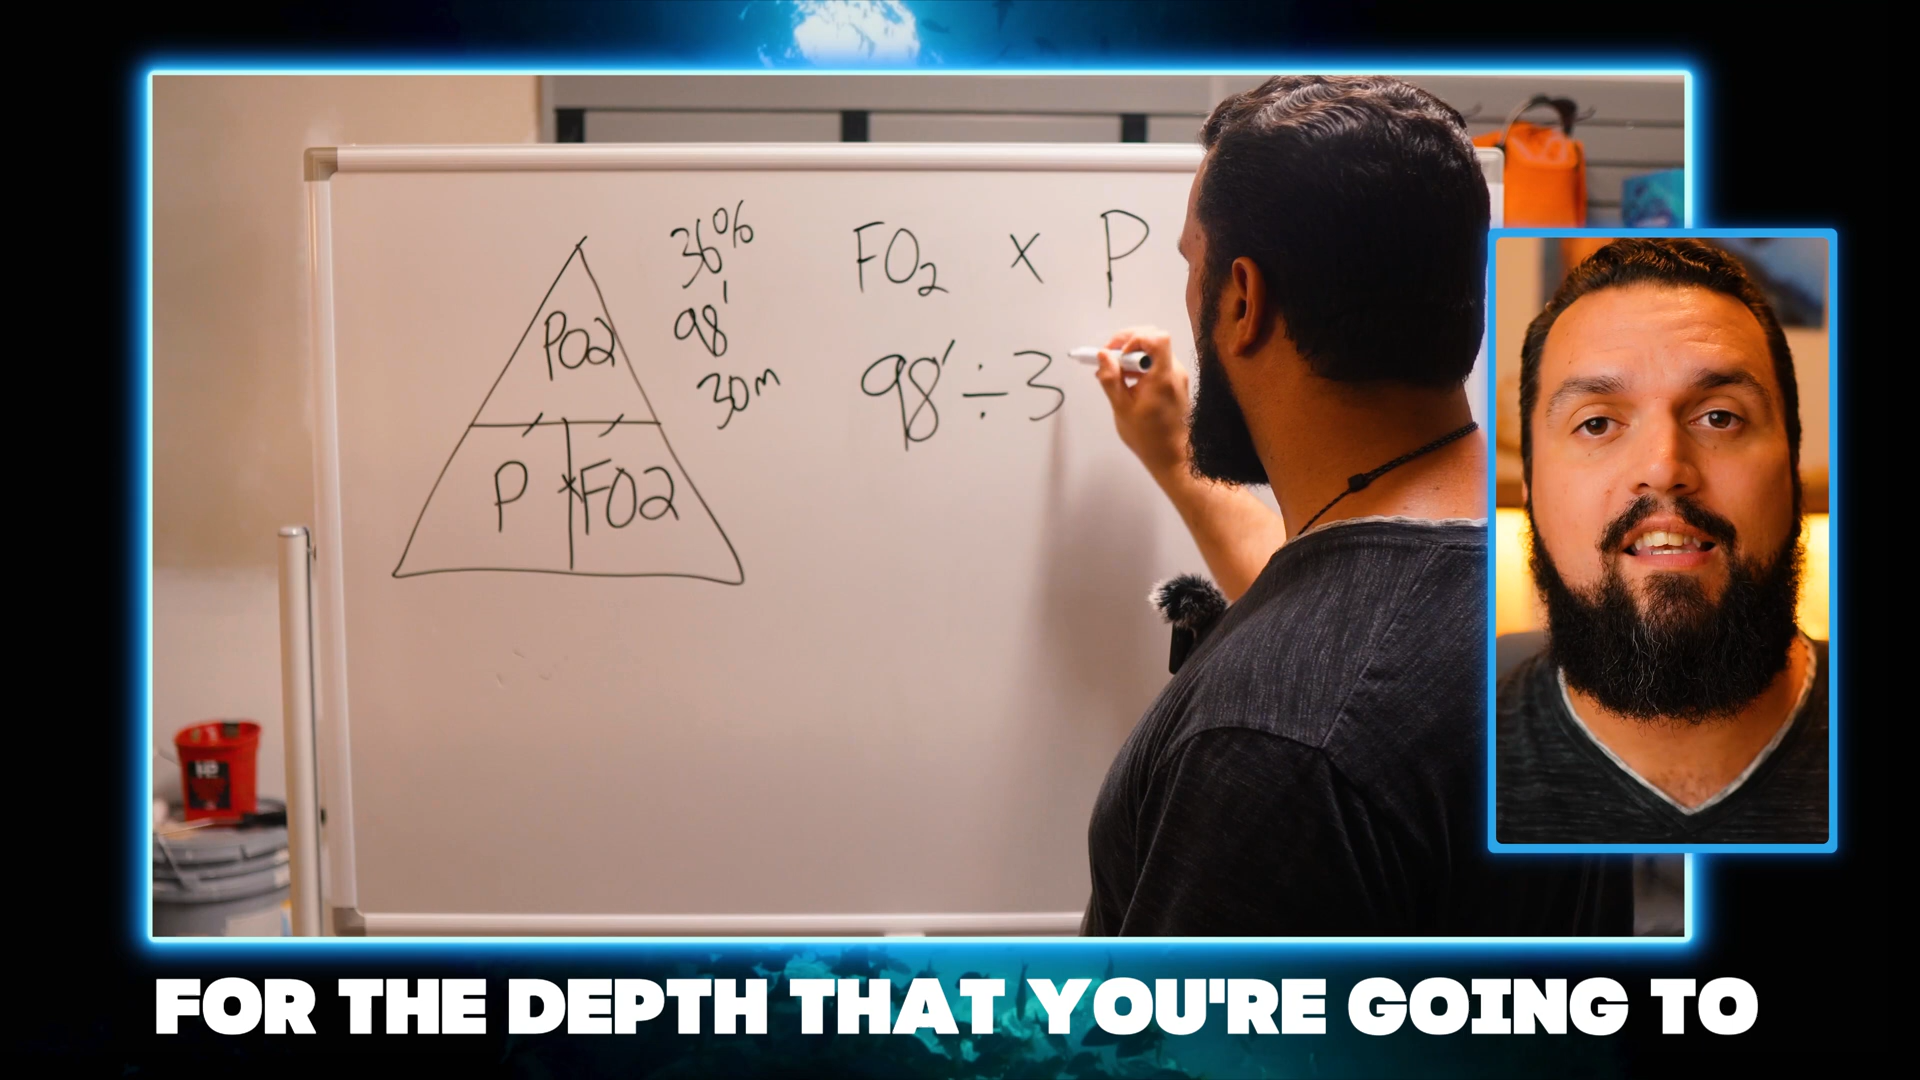 36%
98'
30m
PO2
P
x
FO2
FO₂ x P
98' ÷ 3
FOR THE DEPTH THAT YOU'RE GOING TO